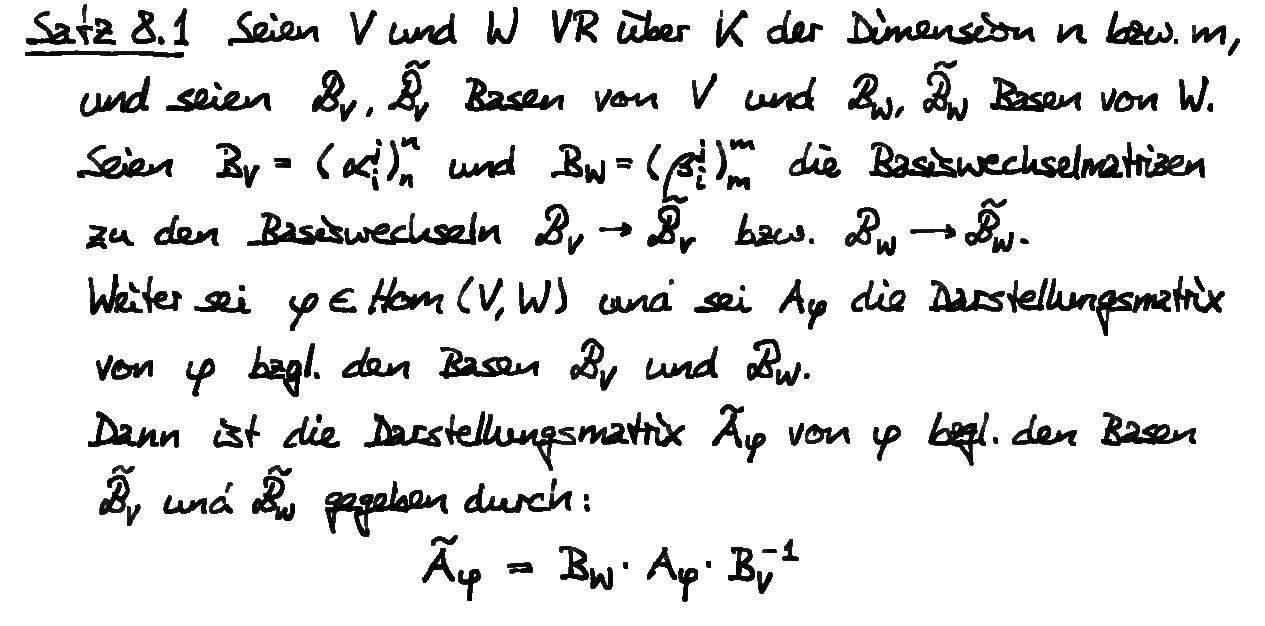 Satz 8.1 Seien V und W VR über K der Dimension n bzw. m,
und seien ℬ_V, ℬ̃_V Basen von V und ℬ_W, ℬ̃_W Basen von W.
Seien B_V = (α_i^j)_n^n und B_W = (β_i^j)_m^m die Basiswechselmatrizen
zu den Basiswechseln ℬ_V → ℬ̃_V bzw. ℬ_W → ℬ̃_W.
Weiter sei φ ∈ Hom (V, W) und sei A_φ die Darstellungsmatrix
von φ bzgl. den Basen ℬ_V und ℬ_W.
Dann ist die Darstellungsmatrix Ã_φ von φ bzgl. den Basen
ℬ̃_V und ℬ̃_W gegeben durch:
Ã_φ = B_W · A_φ · B_V^{-1}